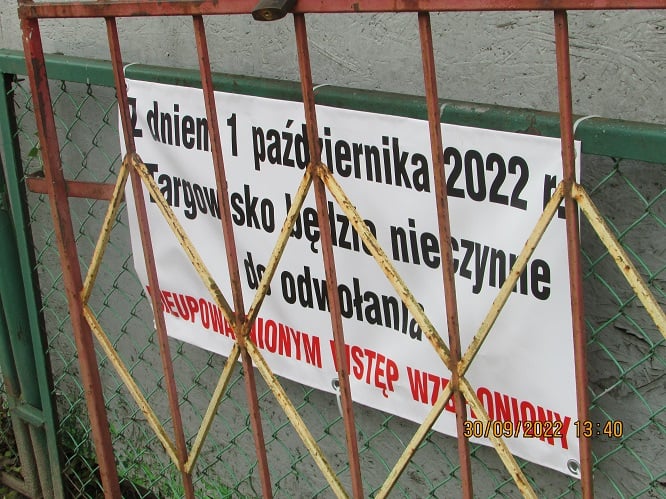 Z dniem 1 października 2022 r.
Targowisko będzie nieczynne
do odwołania
NIEUPOWAŻNIONYM WSTĘP WZBRONIONY
30/09/2022 13:40